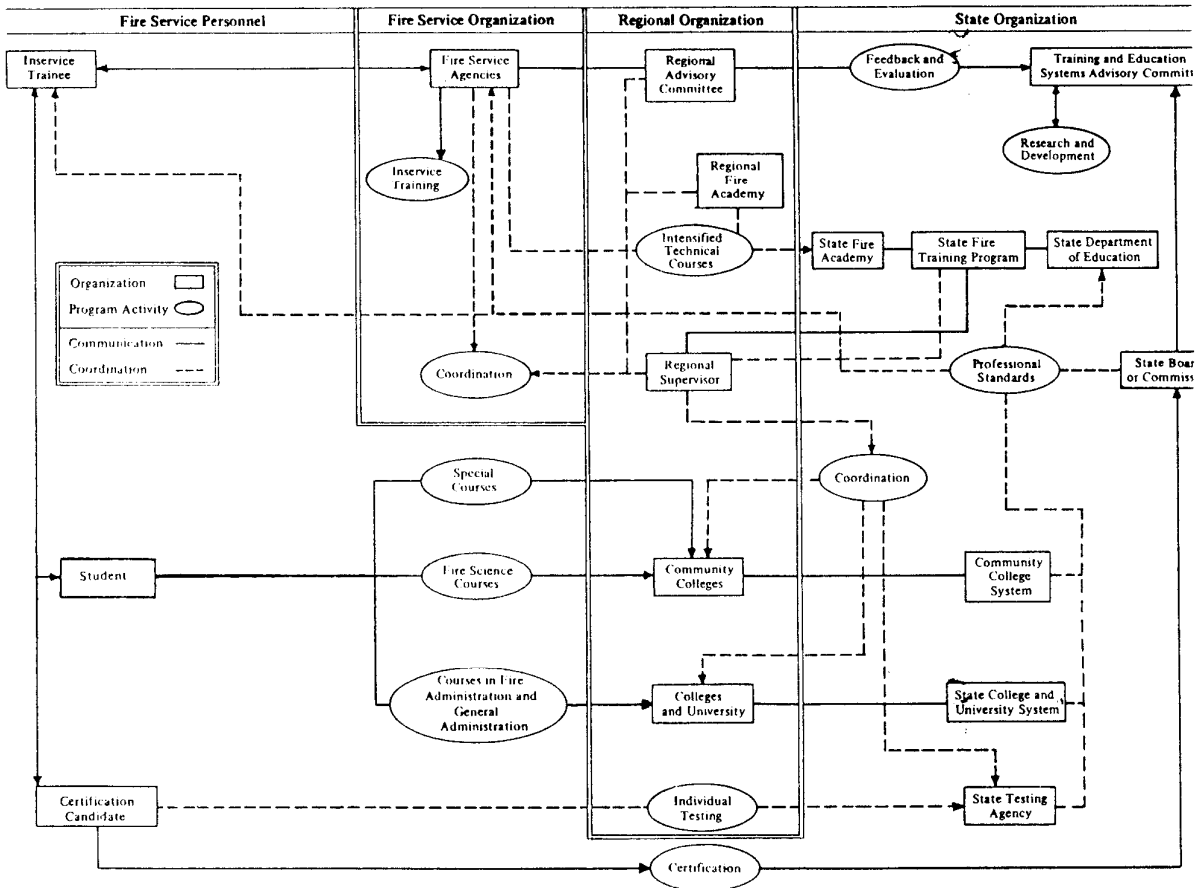 Fire Service Personnel
Fire Service Organization
Regional Organization
State Organization
Inservice
Trainee
Fire Service
Agencies
Regional
Advisory
Committee
Feedback and
Evaluation
Training and Education
Systems Advisory Committ
Research and
Development
Inservice
Training
Regional
Fire
Academy
Intensified
Technical
Courses
State Fire
Academy
State Fire
Training Program
State Department
of Education
Organization
Program Activity
Communication
Coordination
Coordination
Regional
Supervisor
Professional
Standards
State Boar
or Commiss
Special
Courses
Coordination
Student
Fire Science
Courses
Community
Colleges
Community
College
System
Courses in Fire
Administration and
General
Administration
Colleges
and University
State College and
University System
Certification
Candidate
Individual
Testing
State Testing
Agency
Certification